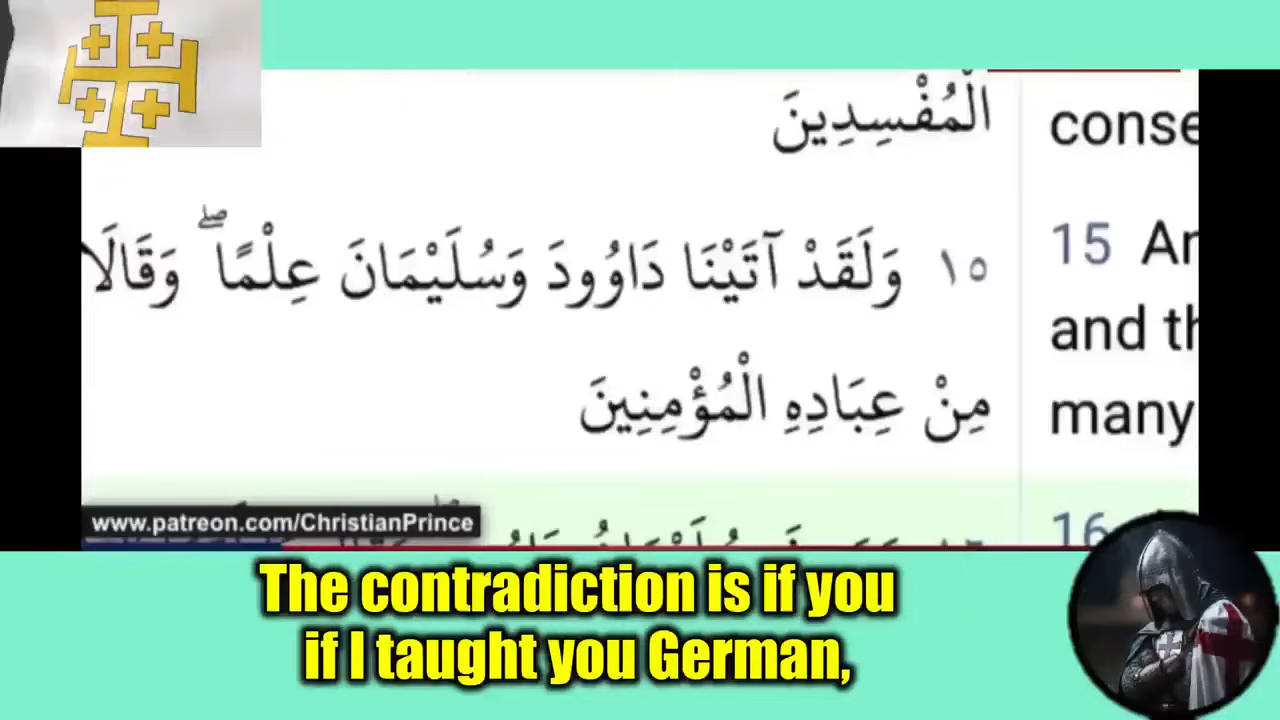 الْمُفْسِدِينَ
conse
١٥ وَلَقَدْ آتَيْنَا دَاوُودَ وَسُلَيْمَانَ عِلْمًا ۖ وَقَالَا
15 An
and th
مِنْ عِبَادِهِ الْمُؤْمِنِينَ
many
16
www.patreon.com/ChristianPrince
The contradiction is if you
if I taught you German,